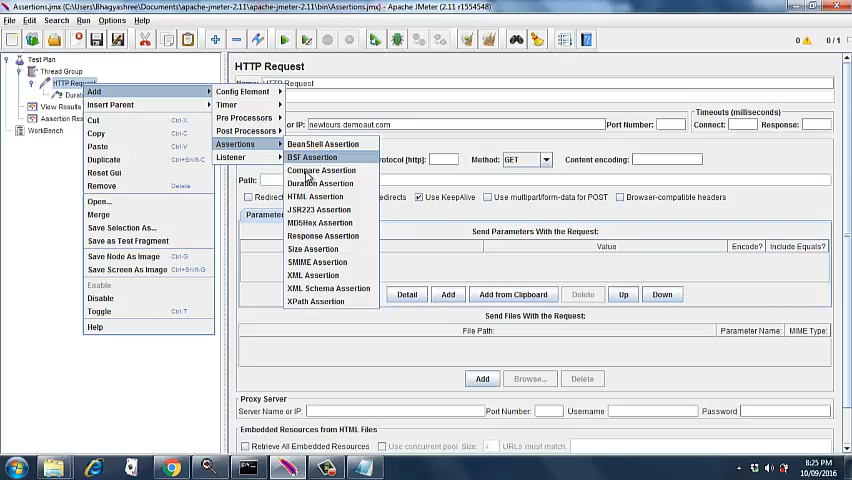 Assertions.jmx (C:\Users\Bhagyashree\Documents\apache-jmeter-2.11\apache-jmeter-2.11\bin\Assertions.jmx) - Apache JMeter (2.11 r1554548)
File Edit Search Run Options Help
0 0 / 1
Test Plan
Thread Group
HTTP Request
Durat
View Results
Assertion Res
WorkBench
Add
Insert Parent
Cut Ctrl-X
Copy Ctrl-C
Paste Ctrl-V
Duplicate Ctrl+Shift-C
Reset Gui
Remove Delete
Open...
Merge
Save Selection As...
Save as Test Fragment
Save Node As Image Ctrl-G
Save Screen As Image Ctrl+Shift-G
Enable
Disable
Toggle Ctrl-T
Help
Config Element
Timer
Pre Processors
Post Processors
Assertions
Listener
BeanShell Assertion
BSF Assertion
Compare Assertion
Duration Assertion
HTML Assertion
JSR223 Assertion
MD5Hex Assertion
Response Assertion
Size Assertion
SMIME Assertion
XML Assertion
XML Schema Assertion
XPath Assertion
HTTP Request
Name: HTTP Request
Timeouts (milliseconds)
or IP: newtours.demoaut.com Port Number: Connect: Response:
rotocol [http]: Method: GET Content encoding:
Path:
Redirect directs Use KeepAlive Use multipart/form-data for POST Browser-compatible headers
Parameter
Send Parameters With the Request:
Value Encode? Include Equals?
Detail Add Add from Clipboard Delete Up Down
Send Files With the Request:
File Path: Parameter Name: MIME Type:
Add Browse... Delete
Proxy Server
Server Name or IP: Port Number: Username Password
Embedded Resources from HTML Files
Retrieve All Embedded Resources Use concurrent pool. Size: 4 URLs must match:
8:25 PM
10/09/2016